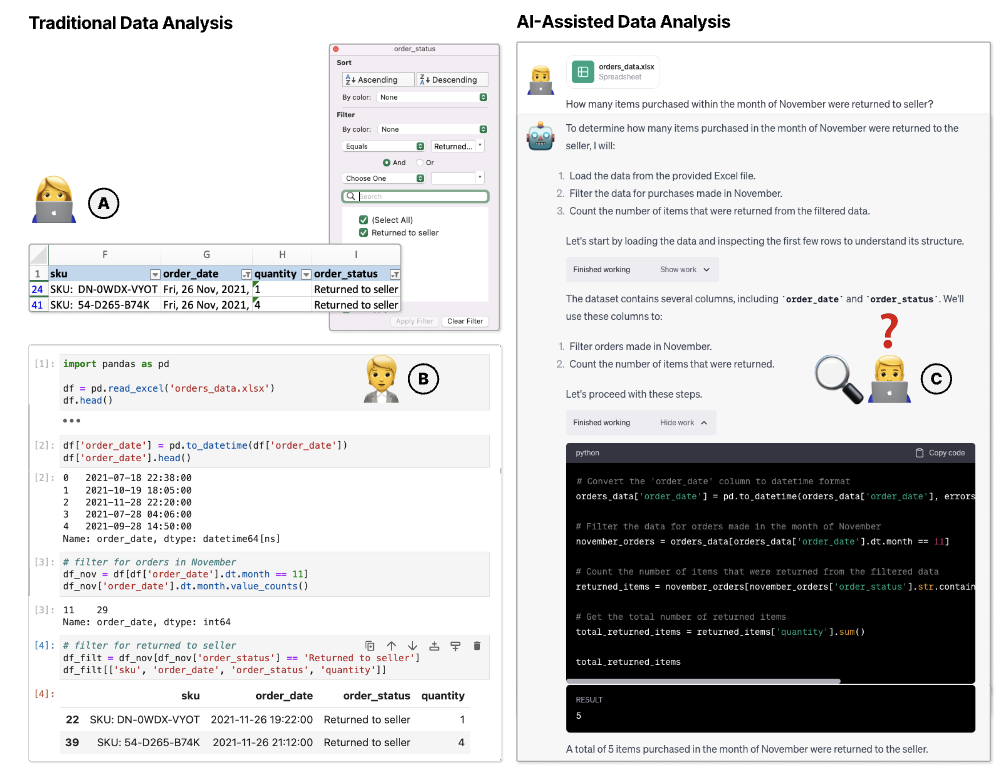 Traditional Data Analysis
order_status
Sort
Ascending Descending
By color: None
Filter
By color: None
Equals Returned...
And Or
Choose One
Search
(Select All)
Returned to seller
Apply Filter Clear Filter
A
F G H I
1 sku order_date quantity order_status
24 SKU: DN-0WDX-VYOT Fri, 26 Nov, 2021, 1 Returned to seller
41 SKU: 54-D265-B74K Fri, 26 Nov, 2021, 4 Returned to seller
B
[1]: import pandas as pd
df = pd.read_excel('orders_data.xlsx')
df.head()
•••
[2]: df['order_date'] = pd.to_datetime(df['order_date'])
df['order_date'].head()
[2]: 0 2021-07-18 22:38:00
1 2021-10-19 18:05:00
2 2021-11-28 22:20:00
3 2021-07-28 04:06:00
4 2021-09-28 14:50:00
Name: order_date, dtype: datetime64[ns]
[3]: # filter for orders in November
df_nov = df[df['order_date'].dt.month == 11]
df_nov['order_date'].dt.month.value_counts()
[3]: 11 29
Name: order_date, dtype: int64
[4]: # filter for returned to seller
df_filt = df_nov[df_nov['order_status'] == 'Returned to seller']
df_filt[['sku', 'order_date', 'order_status', 'quantity']]
[4]: sku order_date order_status quantity
22 SKU: DN-0WDX-VYOT 2021-11-26 19:22:00 Returned to seller 1
39 SKU: 54-D265-B74K 2021-11-26 21:12:00 Returned to seller 4
AI-Assisted Data Analysis
orders_data.xlsx
Spreadsheet
How many items purchased within the month of November were returned to seller?
To determine how many items purchased in the month of November were returned to the
seller, I will:
1. Load the data from the provided Excel file.
2. Filter the data for purchases made in November.
3. Count the number of items that were returned from the filtered data.
Let's start by loading the data and inspecting the first few rows to understand its structure.
Finished working Show work
The dataset contains several columns, including `order_date` and `order_status`. We'll
use these columns to:
1. Filter orders made in November.
2. Count the number of items returned.
C
Let's proceed with these steps.
Finished working Hide work
python Copy code
# Convert the 'order_date' column to datetime format
orders_data['order_date'] = pd.to_datetime(orders_data['order_date'], errors
# Filter the data for orders made in the month of November
november_orders = orders_data[orders_data['order_date'].dt.month == 11]
# Count the number of items that were returned from the filtered data
returned_items = november_orders[november_orders['order_status'].str.contain
# Get the total number of returned items
total_returned_items = returned_items['quantity'].sum()
total_returned_items
RESULT
5
A total of 5 items purchased in the month of November were returned to the seller.